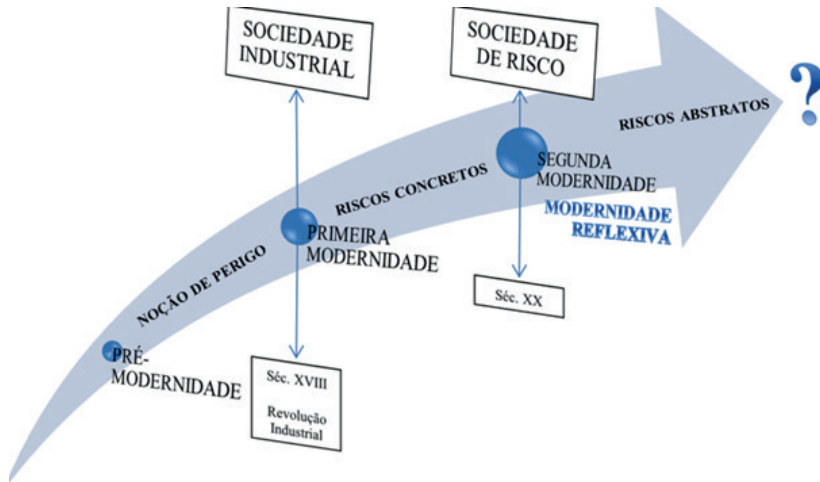 SOCIEDADE
INDUSTRIAL
SOCIEDADE
DE RISCO
?
RISCOS ABSTRATOS
SEGUNDA
MODERNIDADE
MODERNIDADE
REFLEXIVA
RISCOS CONCRETOS
PRIMEIRA
MODERNIDADE
NOÇÃO DE PERIGO
Séc. XX
PRÉ-
MODERNIDADE
Séc. XVIII
Revolução
Industrial